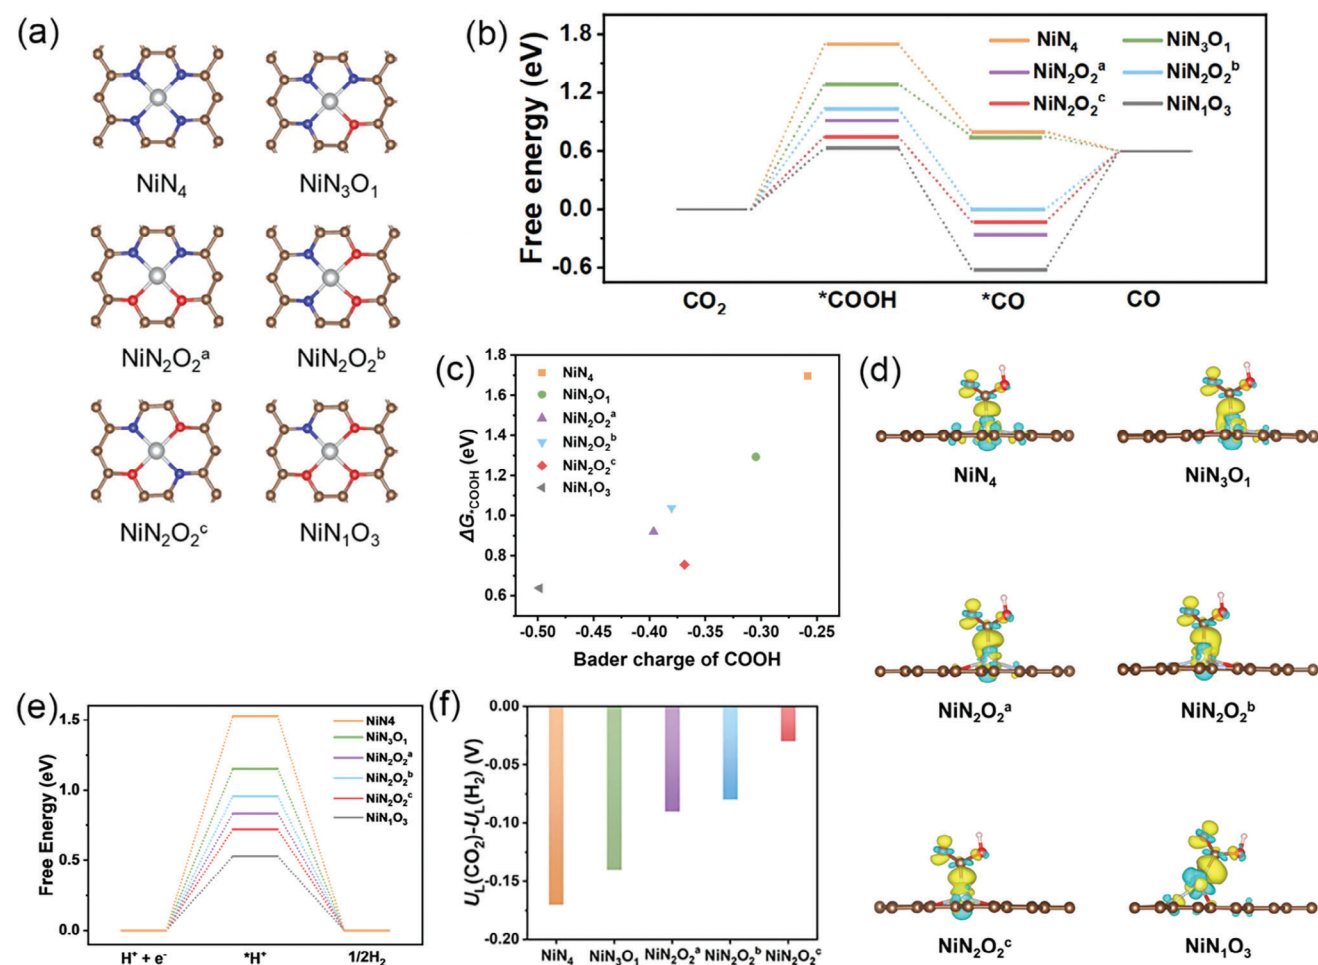 (a)
NiN₄
NiN₃O₁
NiN₂O₂ᵃ
NiN₂O₂ᵇ
NiN₂O₂ᶜ
NiN₁O₃
(b)
Free energy (eV)
1.8
1.2
0.6
0.0
-0.6
NiN₄
NiN₃O₁
NiN₂O₂ᵃ
NiN₂O₂ᵇ
NiN₂O₂ᶜ
NiN₁O₃
CO₂
*COOH
*CO
CO
(c)
ΔG*COOH (eV)
1.8
1.6
1.4
1.2
1.0
0.8
0.6
NiN₄
NiN₃O₁
NiN₂O₂ᵃ
NiN₂O₂ᵇ
NiN₂O₂ᶜ
NiN₁O₃
-0.50 -0.45 -0.40 -0.35 -0.30 -0.25
Bader charge of COOH
(d)
NiN₄
NiN₃O₁
NiN₂O₂ᵃ
NiN₂O₂ᵇ
NiN₂O₂ᶜ
NiN₁O₃
(e)
Free Energy (eV)
1.5
1.0
0.5
0.0
NiN4
NiN₃O₁
NiN₂O₂ᵃ
NiN₂O₂ᵇ
NiN₂O₂ᶜ
NiN₁O₃
H⁺ + e⁻
*H⁺
1/2H₂
(f)
U_L(CO₂)-U_L(H₂) (V)
0.00
-0.05
-0.10
-0.15
-0.20
NiN₄ NiN₃O₁ NiN₂O₂ᵃ NiN₂O₂ᵇ NiN₂O₂ᶜ